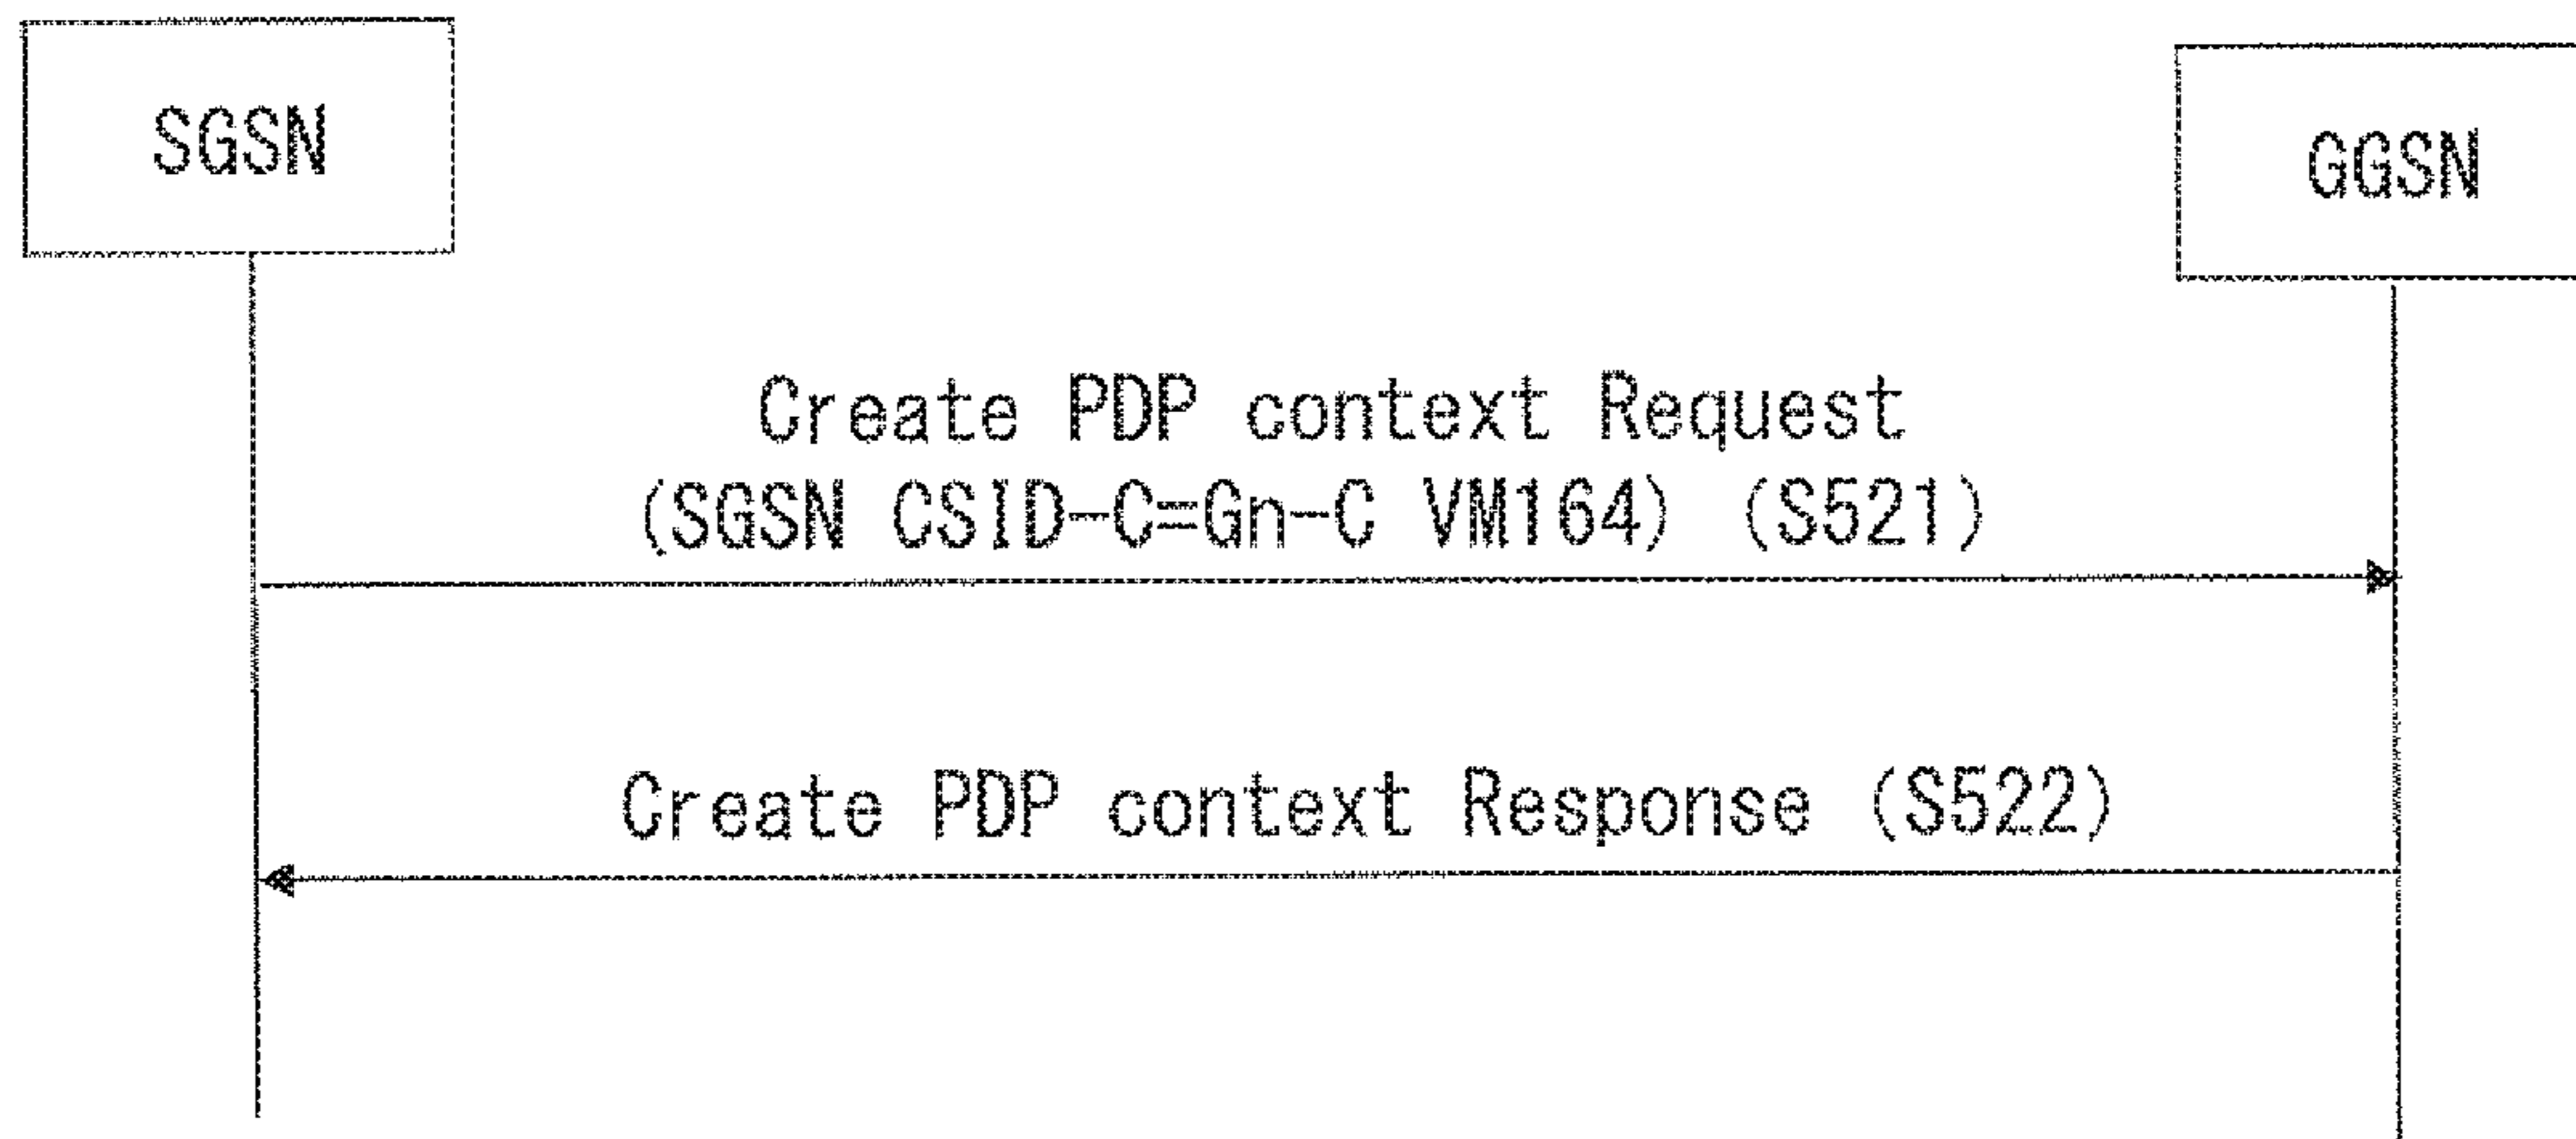 SGSN
GGSN
Create PDP context Request
(SGSN CSID-C=Gn-C VM164) (S521)
Create PDP context Response (S522)